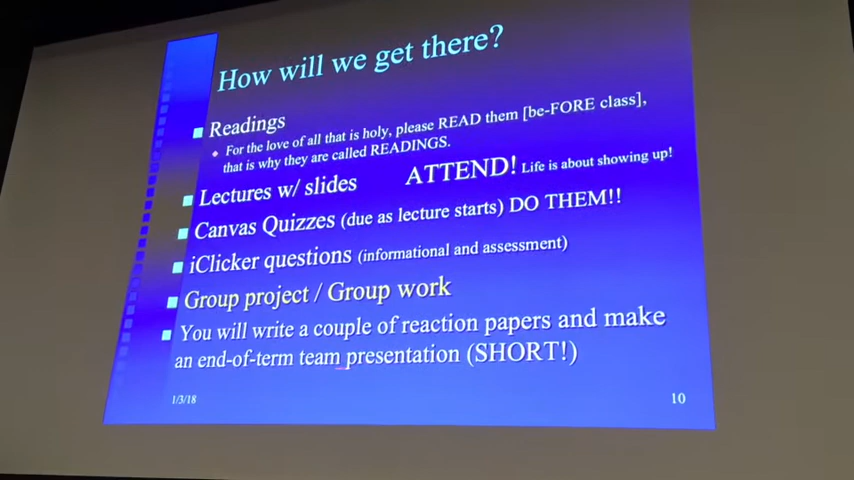 How will we get there?
Readings
For the love of all that is holy, please READ them [be-FORE class],
that is why they are called READINGS.
Lectures w/ slides ATTEND! Life is about showing up!
Canvas Quizzes (due as lecture starts) DO THEM!!
iClicker questions (informational and assessment)
Group project / Group work
You will write a couple of reaction papers and make
an end-of-term team presentation (SHORT!)
1/3/18 10